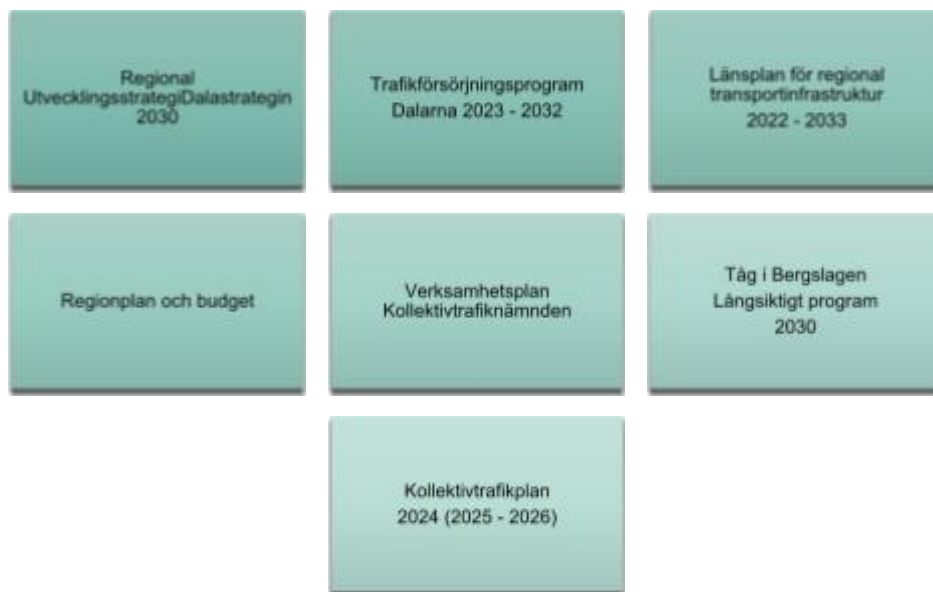 Regional
UtvecklingsstrategiDalastrategin
2030
Trafikförsörjningsprogram
Dalarna 2023 - 2032
Länsplan för regional
transportinfrastruktur
2022 - 2033
Regionplan och budget
Verksamhetsplan
Kollektivtrafiknämnden
Tåg i Bergslagen
Långsiktigt program
2030
Kollektivtrafikplan
2024 (2025 - 2026)